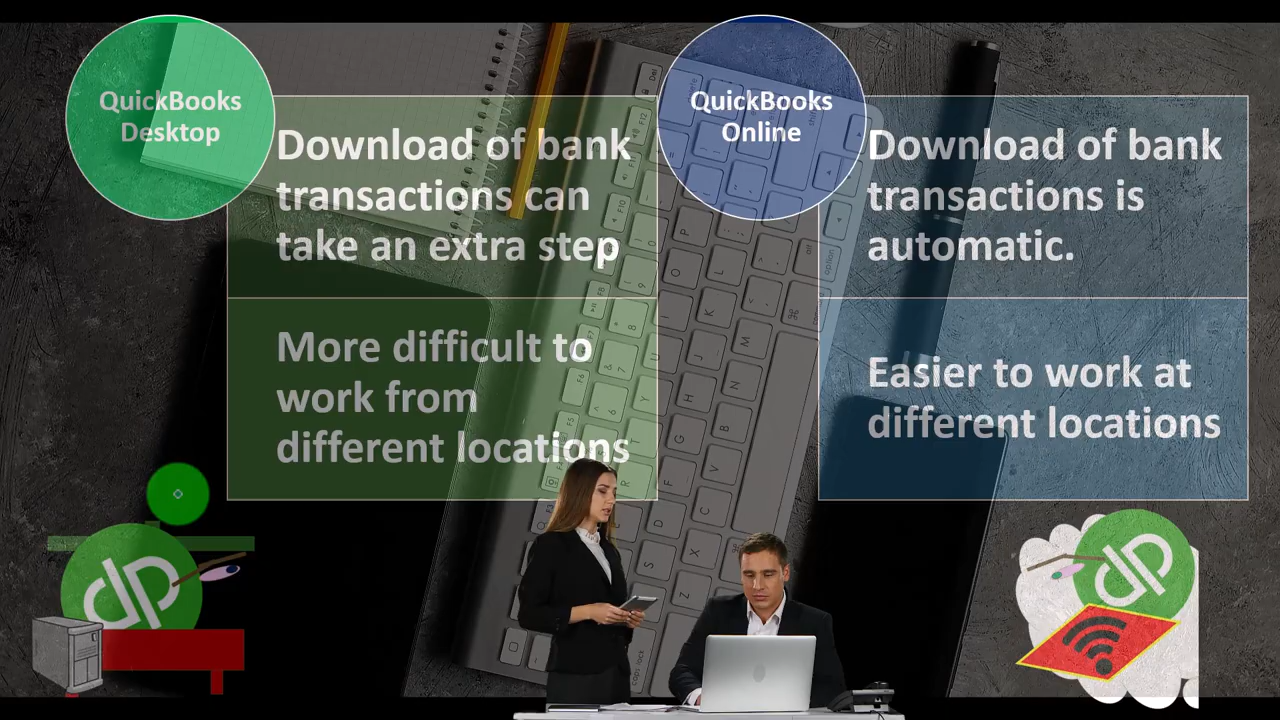 QuickBooks
Desktop
Download of bank
transactions can
take an extra step
More difficult to
work from
different locations
QuickBooks
Online
Download of bank
transactions is
automatic.
Easier to work at
different locations